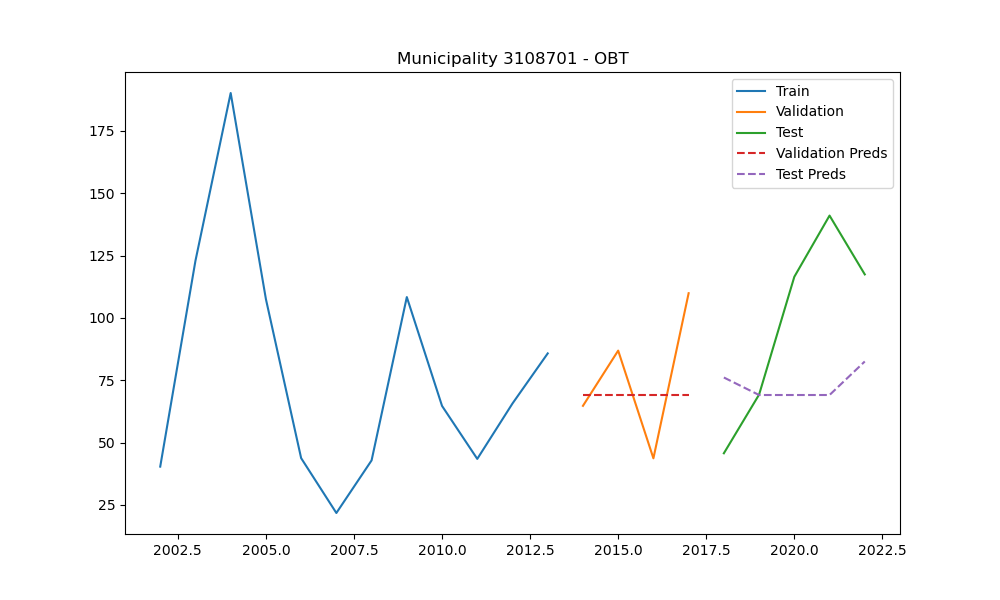 Municipality 3108701 - OBT
Train
Validation
Test
Validation Preds
Test Preds
175
150
125
100
75
50
25
2002.5 2005.0 2007.5 2010.0 2012.5 2015.0 2017.5 2020.0 2022.5